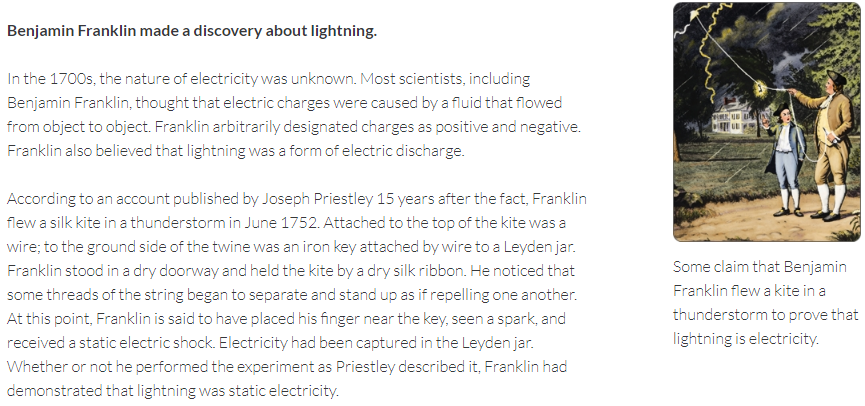 Benjamin Franklin made a discovery about lightning.
In the 1700s, the nature of electricity was unknown. Most scientists, including
Benjamin Franklin, thought that electric charges were caused by a fluid that flowed
from object to object. Franklin arbitrarily designated charges as positive and negative.
Franklin also believed that lightning was a form of electric discharge.
According to an account published by Joseph Priestley 15 years after the fact, Franklin
flew a silk kite in a thunderstorm in June 1752. Attached to the top of the kite was a
wire; to the ground side of the twine was an iron key attached by wire to a Leyden jar.
Franklin stood in a dry doorway and held the kite by a dry silk ribbon. He noticed that
some threads of the string began to separate and stand up as if repelling one another.
At this point, Franklin is said to have placed his finger near the key, seen a spark, and
received a static electric shock. Electricity had been captured in the Leyden jar.
Whether or not he performed the experiment as Priestley described it, Franklin had
demonstrated that lightning was static electricity.
Some claim that Benjamin
Franklin flew a kite in a
thunderstorm to prove that
lightning is electricity.